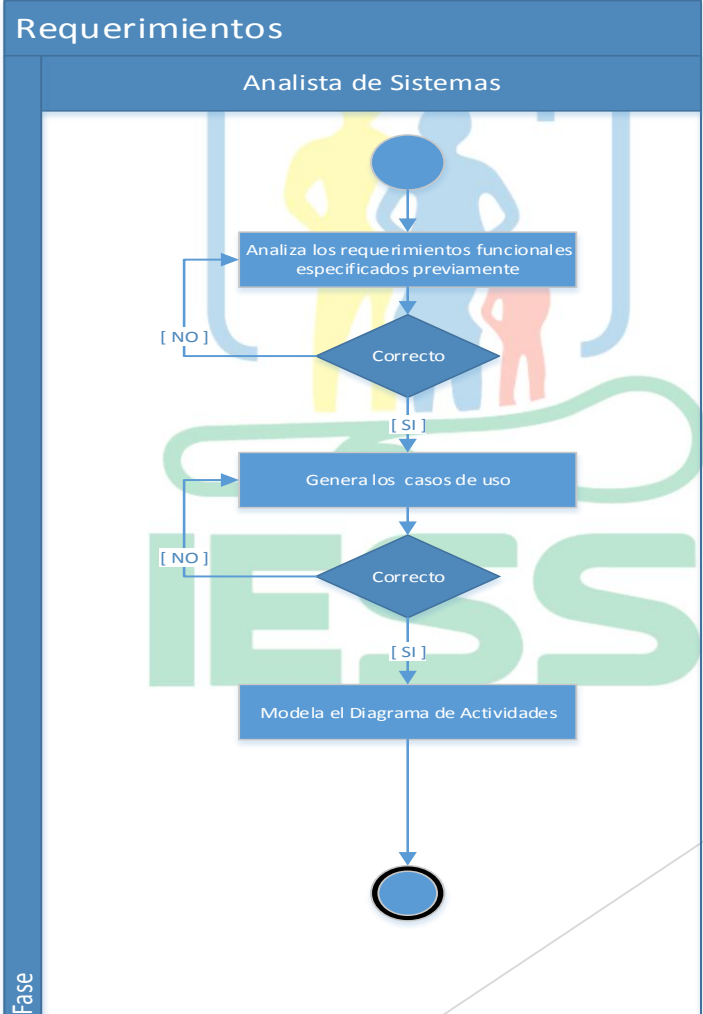 Requerimientos
Analista de Sistemas
Analiza los requerimientos funcionales
especificados previamente
[ NO ]
Correcto
[ SI ]
Genera los casos de uso
[ NO ]
Correcto
[ SI ]
Modela el Diagrama de Actividades
IESS
Fase